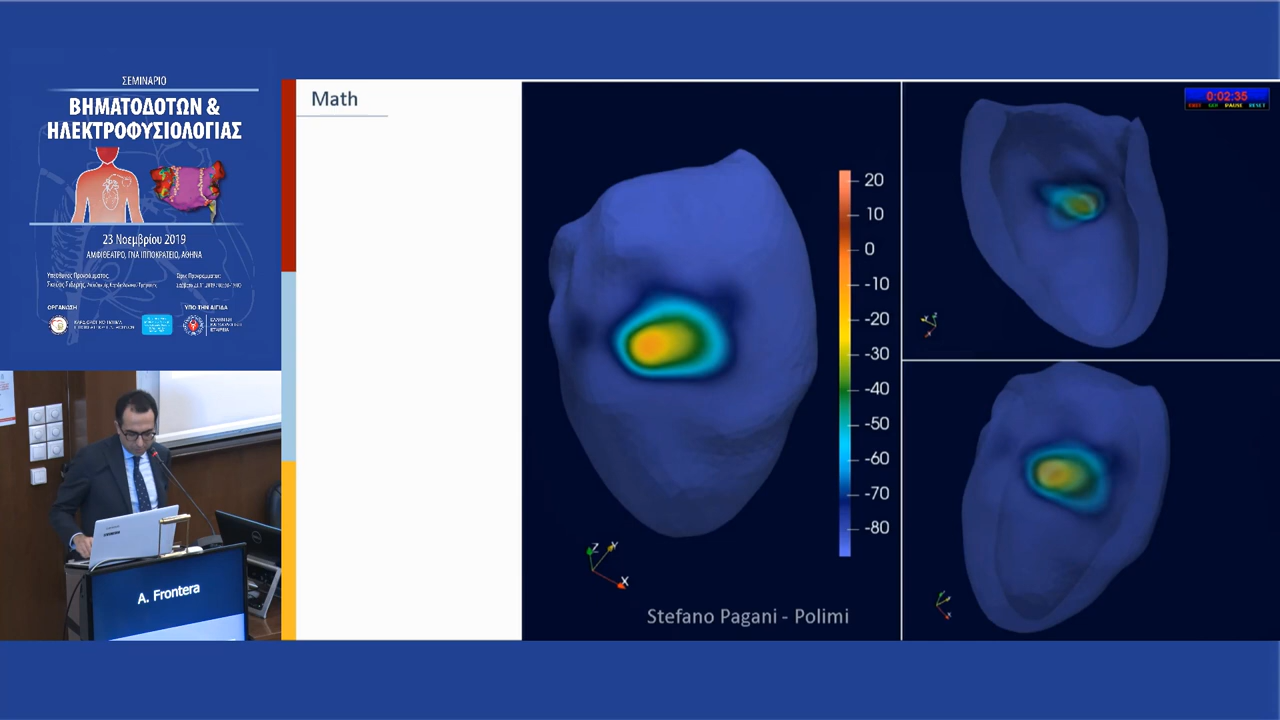 ΣΕΜΙΝΑΡΙΟ
ΒΗΜΑΤΟΔΟΤΩΝ &
ΗΛΕΚΤΡΟΦΥΣΙΟΛΟΓΙΑΣ
23 Νοεμβρίου 2019
ΑΜΦΙΘΕΑΤΡΟ, ΓΝΑ ΙΠΠΟΚΡΑΤΕΙΟ, ΑΘΗΝΑ
ΟΡΓΑΝΩΣΗ
ΥΠΟ ΤΗΝ ΑΙΓΙΔΑ
A. Frontera
Math
20
10
0
-10
-20
-30
-40
-50
-60
-70
-80
Z
Y
X
Stefano Pagani - Polimi
0:02:35
PAUSE